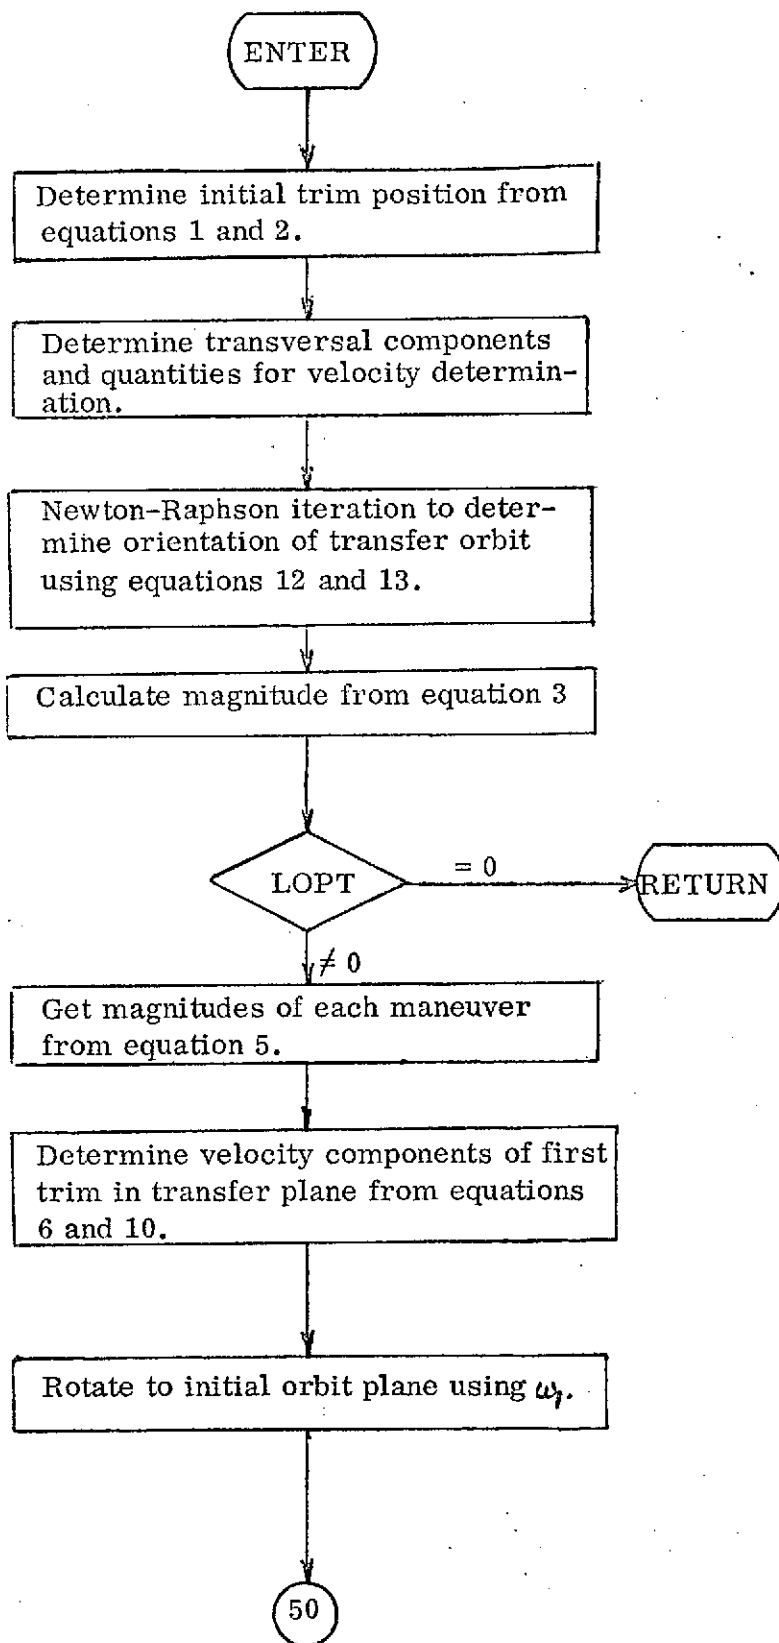 ENTER
Determine initial trim position from
equations 1 and 2.
Determine transversal components
and quantities for velocity determin-
ation.
Newton-Raphson iteration to deter-
mine orientation of transfer orbit
using equations 12 and 13.
Calculate magnitude from equation 3
LOPT
= 0
RETURN
≠ 0
Get magnitudes of each maneuver
from equation 5.
Determine velocity components of first
trim in transfer plane from equations
6 and 10.
Rotate to initial orbit plane using
50